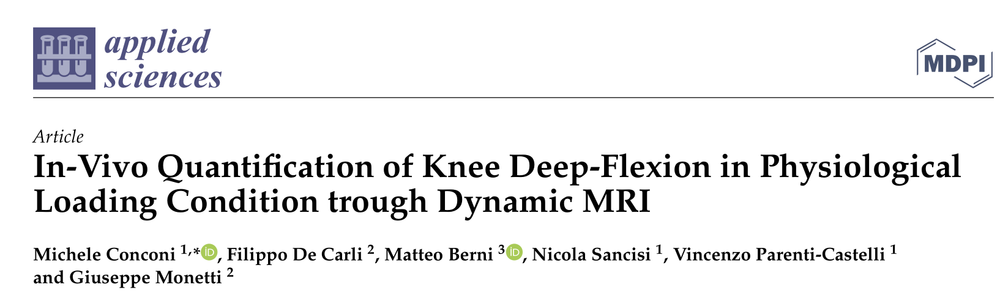 applied
sciences
MDPI
Article
In-Vivo Quantification of Knee Deep-Flexion in Physiological
Loading Condition trough Dynamic MRI
Michele Conconi 1,* iD, Filippo De Carli 2, Matteo Berni 3 iD, Nicola Sancisi 1, Vincenzo Parenti-Castelli 1
and Giuseppe Monetti 2